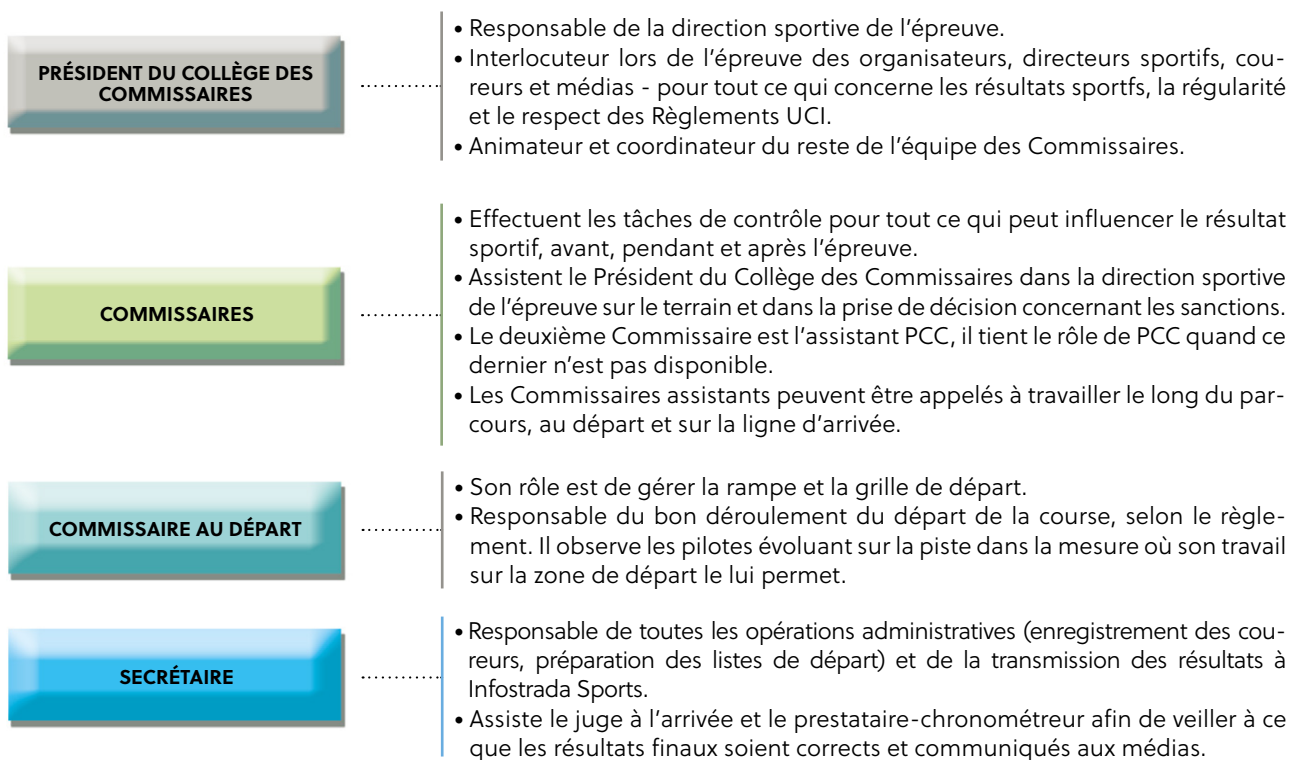 PRÉSIDENT DU COLLÈGE DES
COMMISSAIRES
• Responsable de la direction sportive de l'épreuve.
• Interlocuteur lors de l'épreuve des organisateurs, directeurs sportifs, cou-
reurs et médias - pour tout ce qui concerne les résultats sportfs, la régularité
et le respect des Règlements UCI.
• Animateur et coordinateur du reste de l'équipe des Commissaires.
COMMISSAIRES
• Effectuent les tâches de contrôle pour tout ce qui peut influencer le résultat
sportif, avant, pendant et après l'épreuve.
• Assistent le Président du Collège des Commissaires dans la direction sportive
de l'épreuve sur le terrain et dans la prise de décision concernant les sanctions.
• Le deuxième Commissaire est l'assistant PCC, il tient le rôle de PCC quand ce
dernier n'est pas disponible.
• Les Commissaires assistants peuvent être appelés à travailler le long du par-
cours, au départ et sur la ligne d'arrivée.
COMMISSAIRE AU DÉPART
• Son rôle est de gérer la rampe et la grille de départ.
• Responsable du bon déroulement du départ de la course, selon le règle-
ment. Il observe les pilotes évoluant sur la piste dans la mesure où son travail
sur la zone de départ le lui permet.
SECRÉTAIRE
• Responsable de toutes les opérations administratives (enregistrement des cou-
reurs, préparation des listes de départ) et de la transmission des résultats à
Infostrada Sports.
• Assiste le juge à l'arrivée et le prestataire-chronométreur afin de veiller à ce
que les résultats finaux soient corrects et communiqués aux médias.